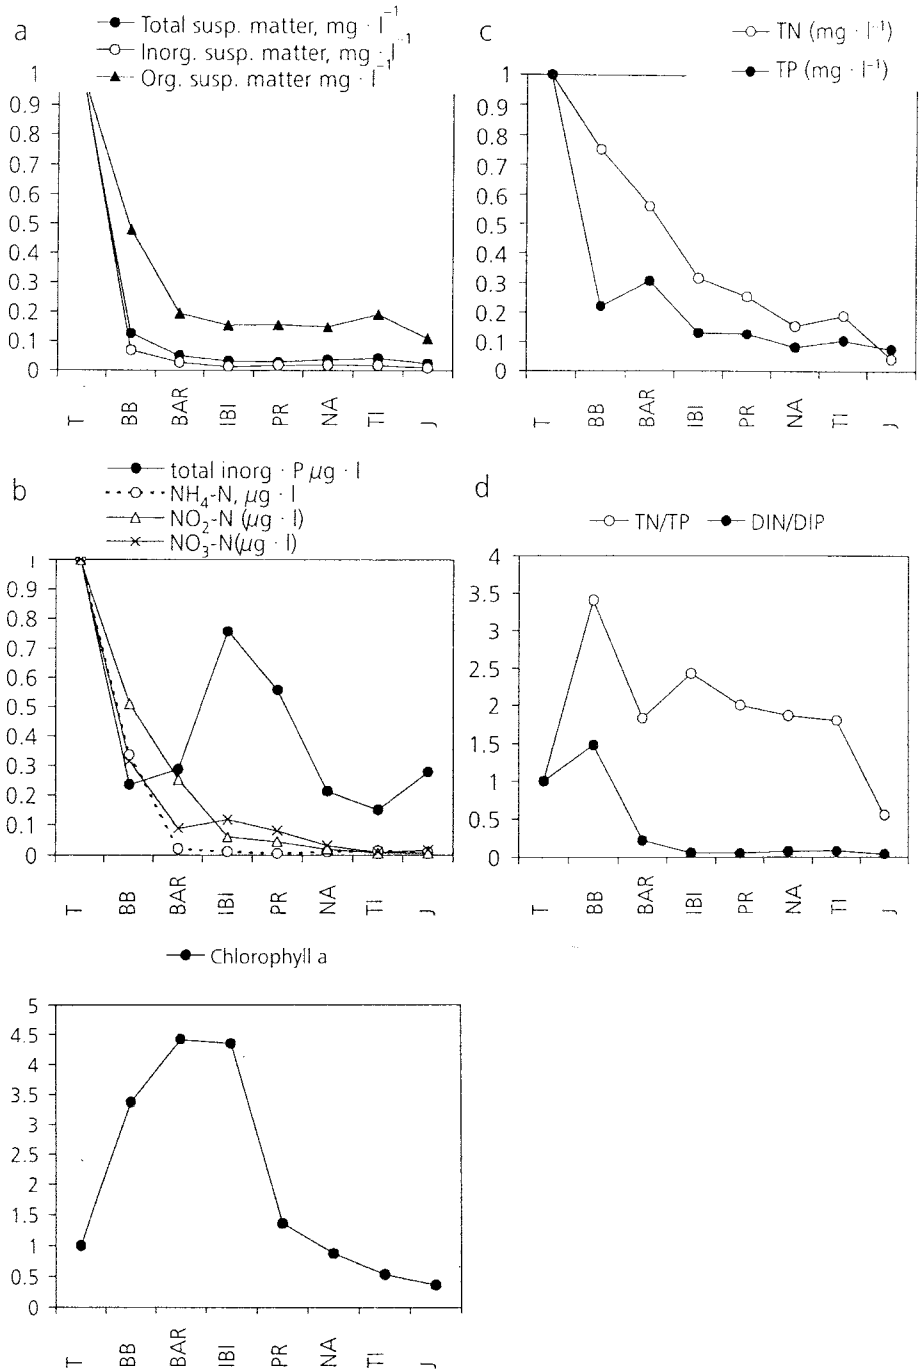 a
Total susp. matter, mg · l⁻¹
Inorg. susp. matter, mg · l⁻¹
Org. susp. matter mg · l⁻¹
1
0.9
0.8
0.7
0.6
0.5
0.4
0.3
0.2
0.1
0
T BB BAR IBI PR NA TI J
c
TN (mg · l⁻¹)
TP (mg · l⁻¹)
1
0.9
0.8
0.7
0.6
0.5
0.4
0.3
0.2
0.1
0
T BB BAR IBI PR NA TI J
b
total inorg · P µg · l
NH₄-N, µg · l
NO₂-N (µg · l)
NO₃-N(µg · l)
1
0.9
0.8
0.7
0.6
0.5
0.4
0.3
0.2
0.1
0
T BB BAR IBI PR NA TI J
d
TN/TP DIN/DIP
4
3.5
3
2.5
2
1.5
1
0.5
0
T BB BAR IBI PR NA TI J
Chlorophyll a
5
4.5
4
3.5
3
2.5
2
1.5
1
0.5
0
T BB BAR IBI PR NA TI J